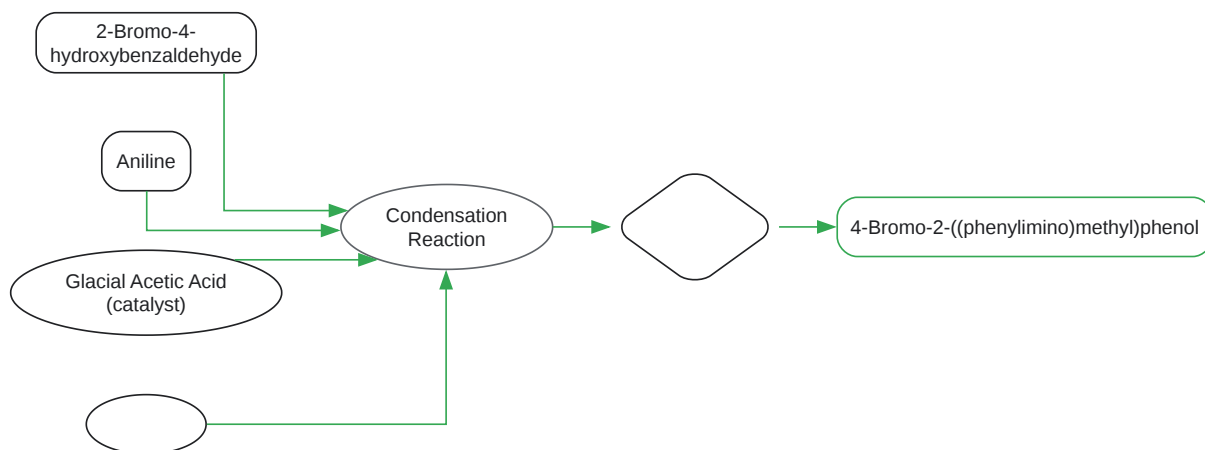 2-Bromo-4-
hydroxybenzaldehyde
Aniline
Condensation
Reaction
4-Bromo-2-((phenylimino)methyl)phenol
Glacial Acetic Acid
(catalyst)